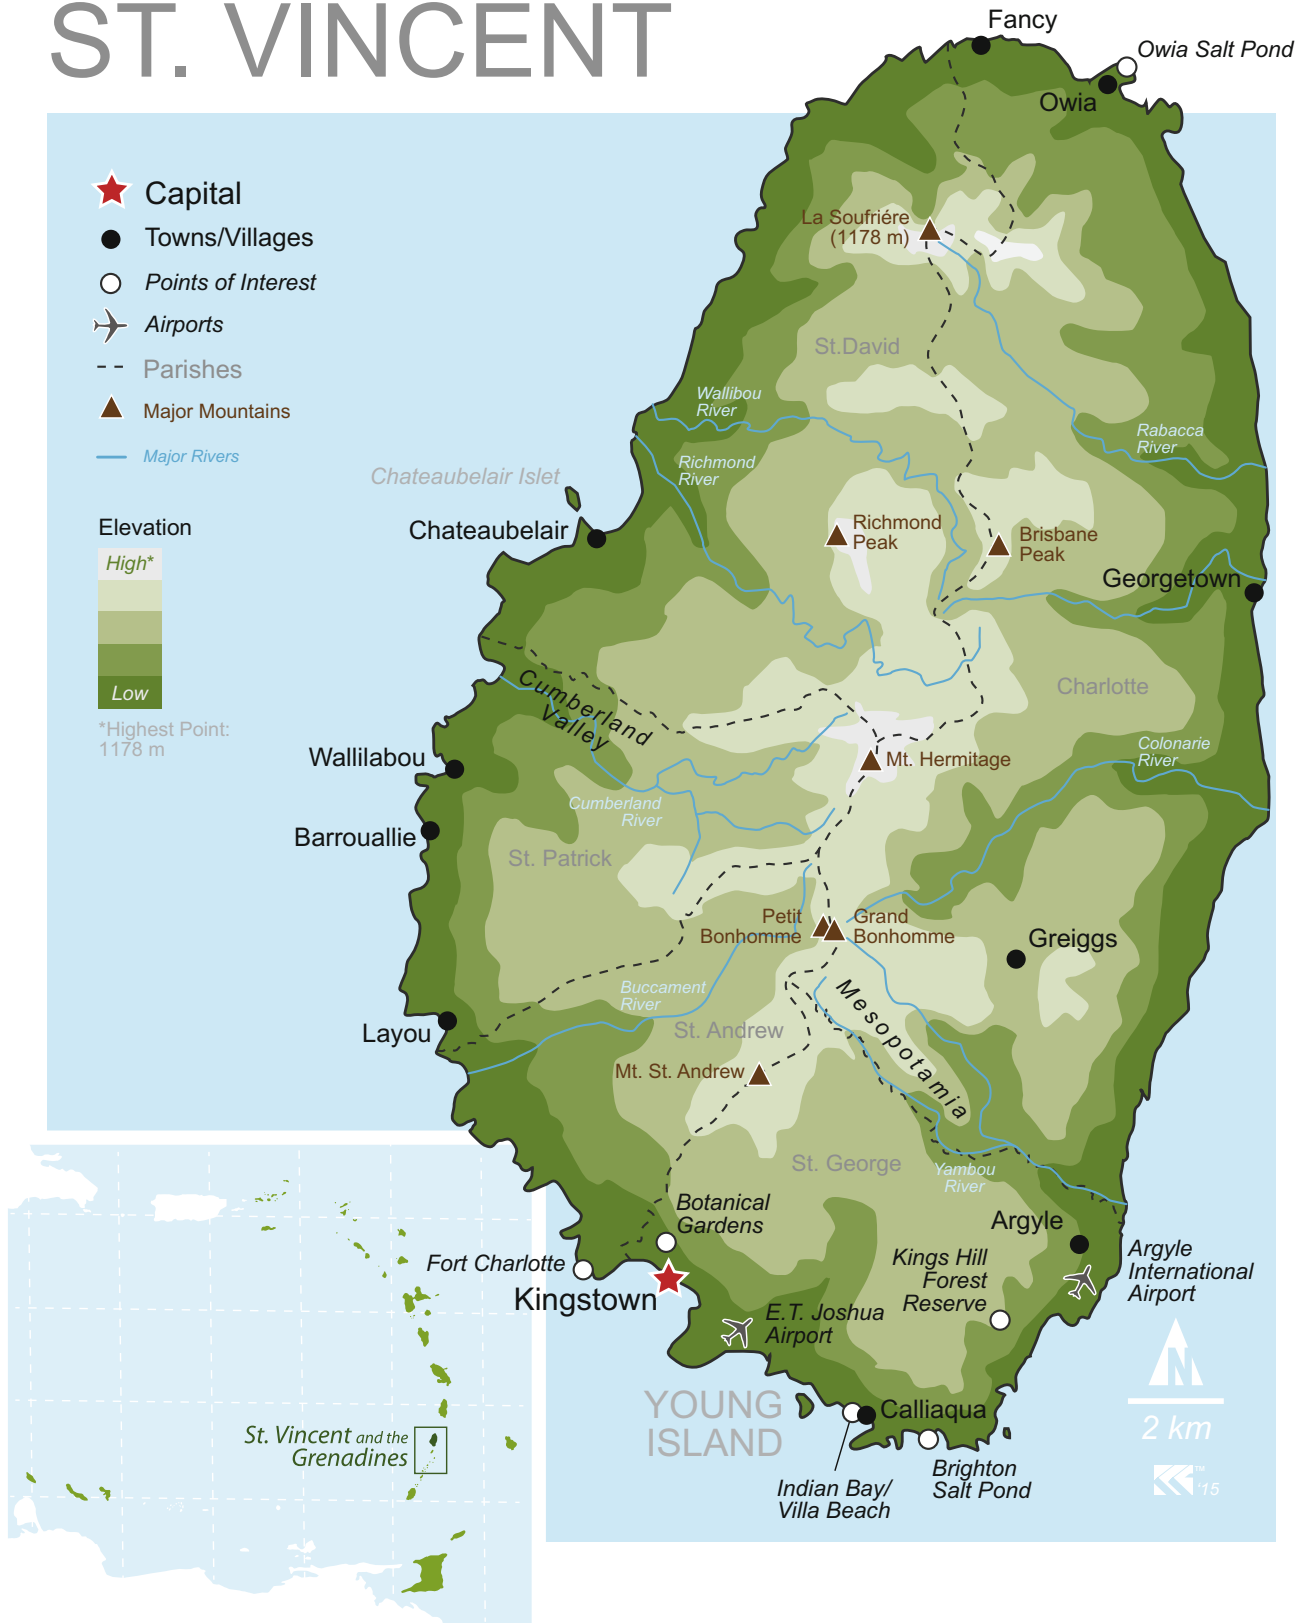 ST. VINCENT
Fancy
Owia Salt Pond
Owia
Capital
Towns/Villages
Points of Interest
Airports
Parishes
Major Mountains
Major Rivers
Elevation
High*
Low
*Highest Point:
1178 m
La Soufriére
(1178 m)
St.David
Wallibou
River
Rabacca
River
Richmond
River
Chateaubelair Islet
Chateaubelair
Richmond
Peak
Brisbane
Peak
Georgetown
Charlotte
Cumberland
Valley
Colonarie
River
Wallilabou
Mt. Hermitage
Cumberland
River
Barrouallie
St. Patrick
Petit
Bonhomme
Grand
Bonhomme
Greiggs
Mesopotamia
Buccament
River
St. Andrew
Layou
Mt. St. Andrew
St. George
Yambou
River
Botanical
Gardens
Argyle
Fort Charlotte
Kingstown
Kings Hill
Forest
Reserve
Argyle
International
Airport
E.T. Joshua
Airport
N
2 km
YOUNG
ISLAND
Calliaqua
Indian Bay/
Villa Beach
Brighton
Salt Pond
TM
'15
St. Vincent and the
Grenadines